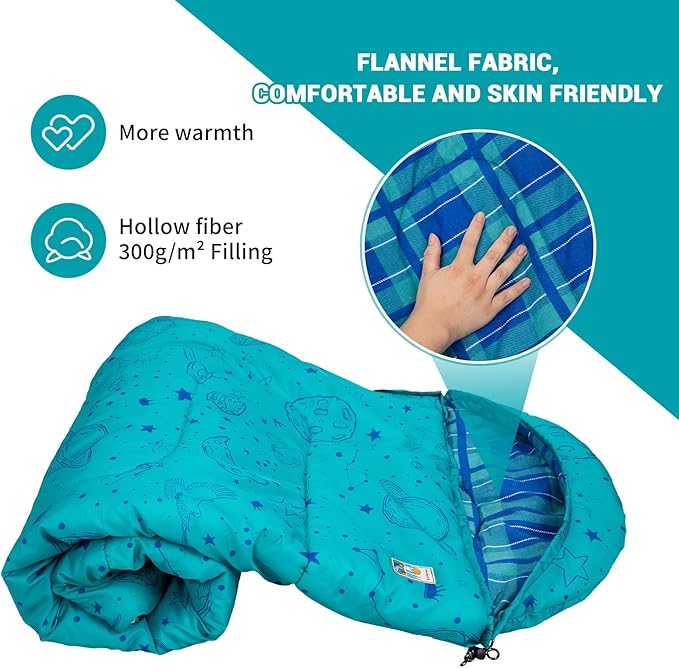 FLANNEL FABRIC,
COMFORTABLE AND SKIN FRIENDLY
More warmth
Hollow fiber
300g/m² Filling